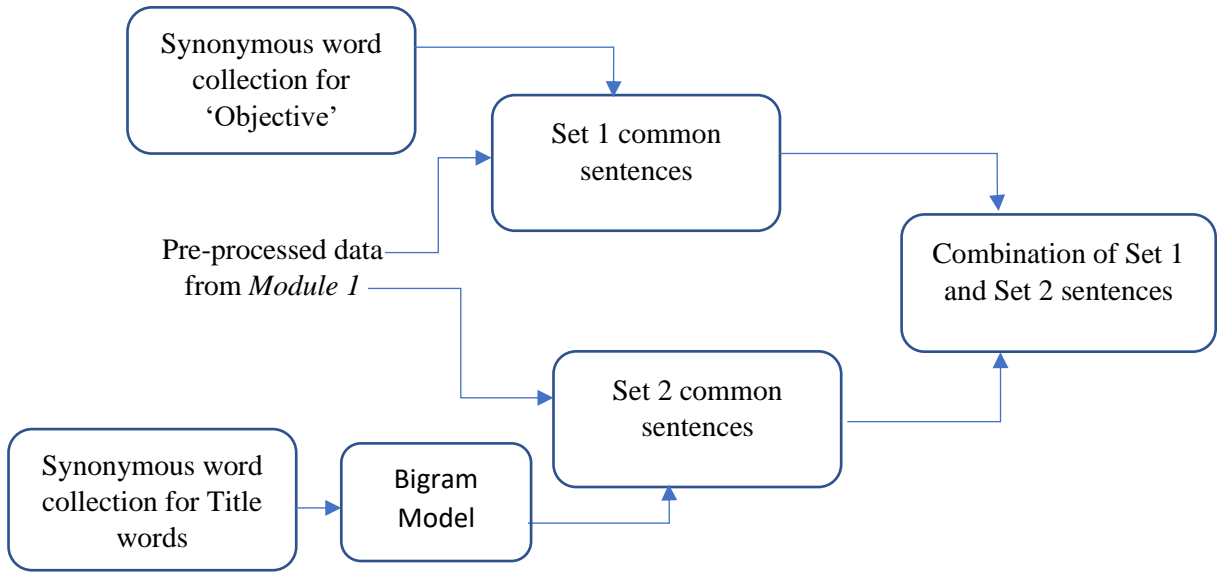 Synonymous word
collection for
‘Objective’
Set 1 common
sentences
Pre-processed data
from Module 1
Combination of Set 1
and Set 2 sentences
Set 2 common
sentences
Synonymous word
collection for Title
words
Bigram
Model